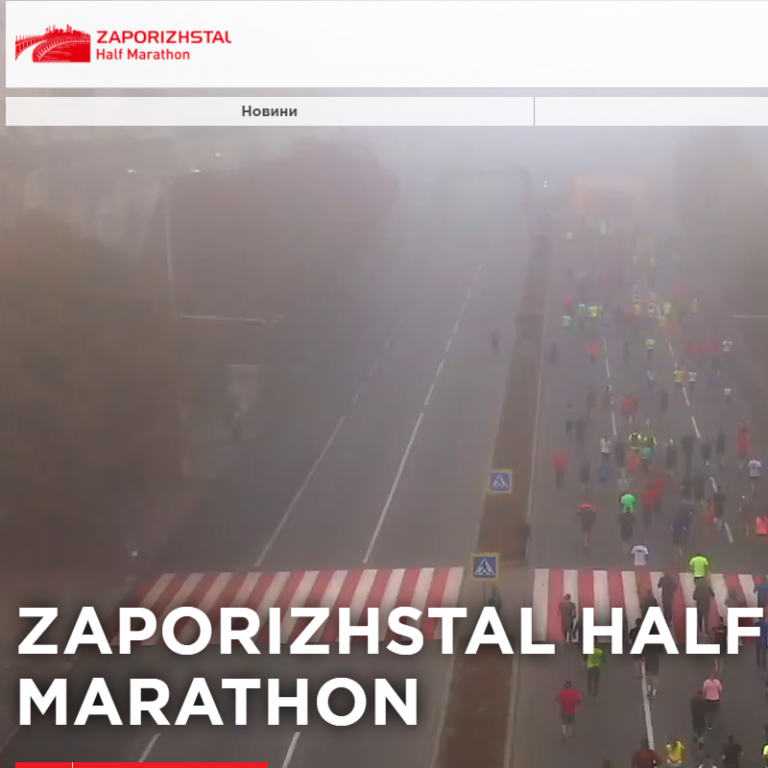 ZAPORIZHSTAL
Half Marathon
Новини
ZAPORIZHSTAL HALF
MARATHON